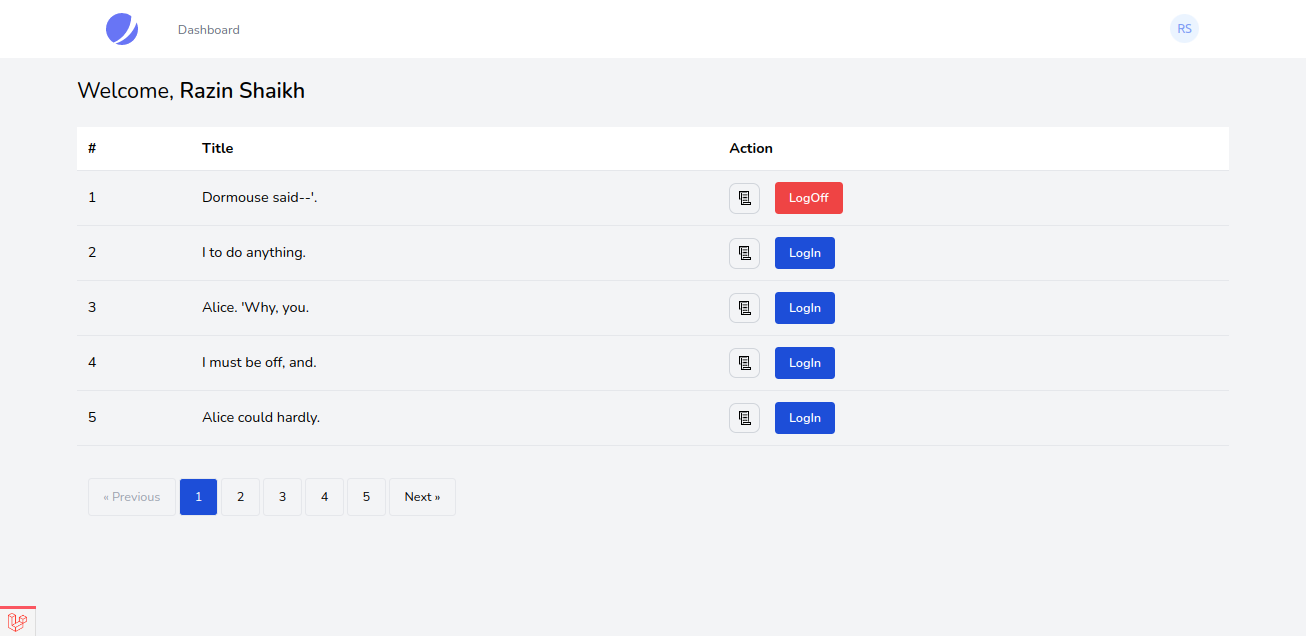 Dashboard
RS
Welcome, Razin Shaikh
# Title Action
1 Dormouse said--'. LogOff
2 I to do anything. LogIn
3 Alice. 'Why, you. LogIn
4 I must be off, and. LogIn
5 Alice could hardly. LogIn
« Previous 1 2 3 4 5 Next »